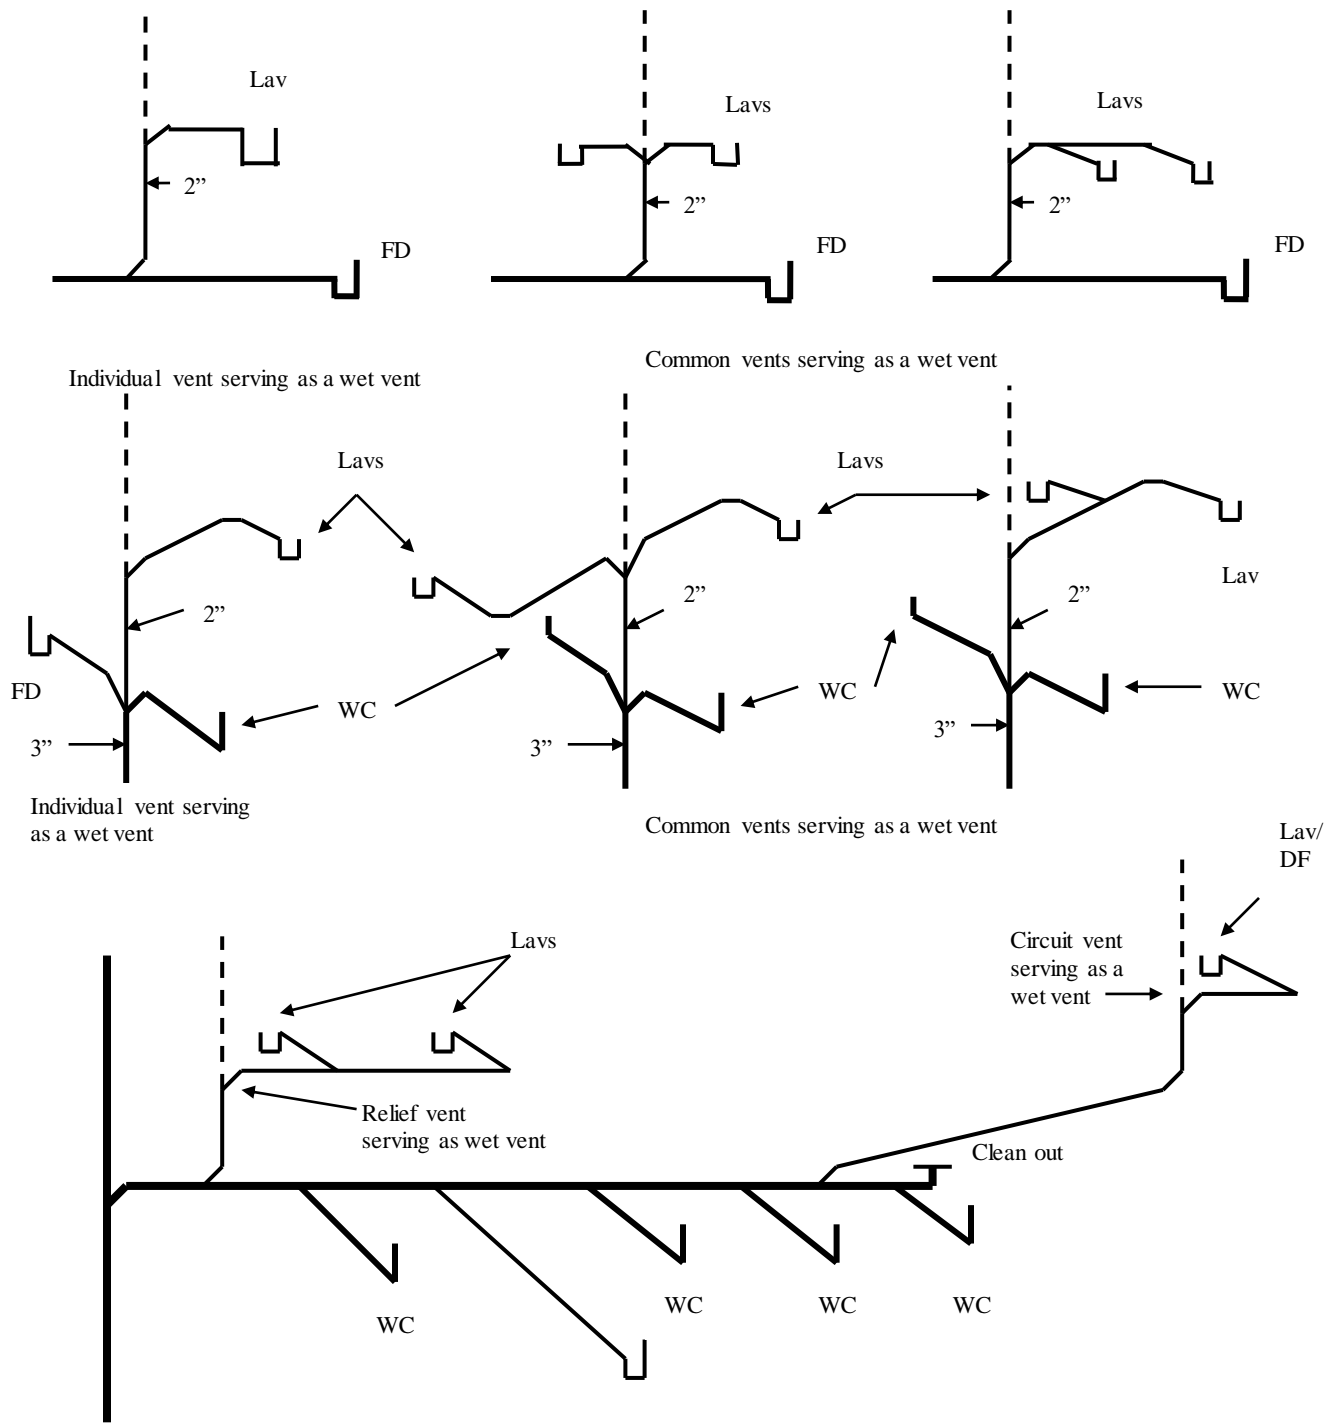 Lav
Lavs
Lavs
2”
2”
2”
FD
FD
FD
Individual vent serving as a wet vent
Common vents serving as a wet vent
Lavs
Lavs
Lav
2”
2”
2”
FD
WC
WC
WC
3”
3”
3”
Individual vent serving
as a wet vent
Common vents serving as a wet vent
Lav/
DF
Lavs
Circuit vent
serving as a
wet vent
Relief vent
serving as wet vent
Clean out
WC
WC
WC
WC